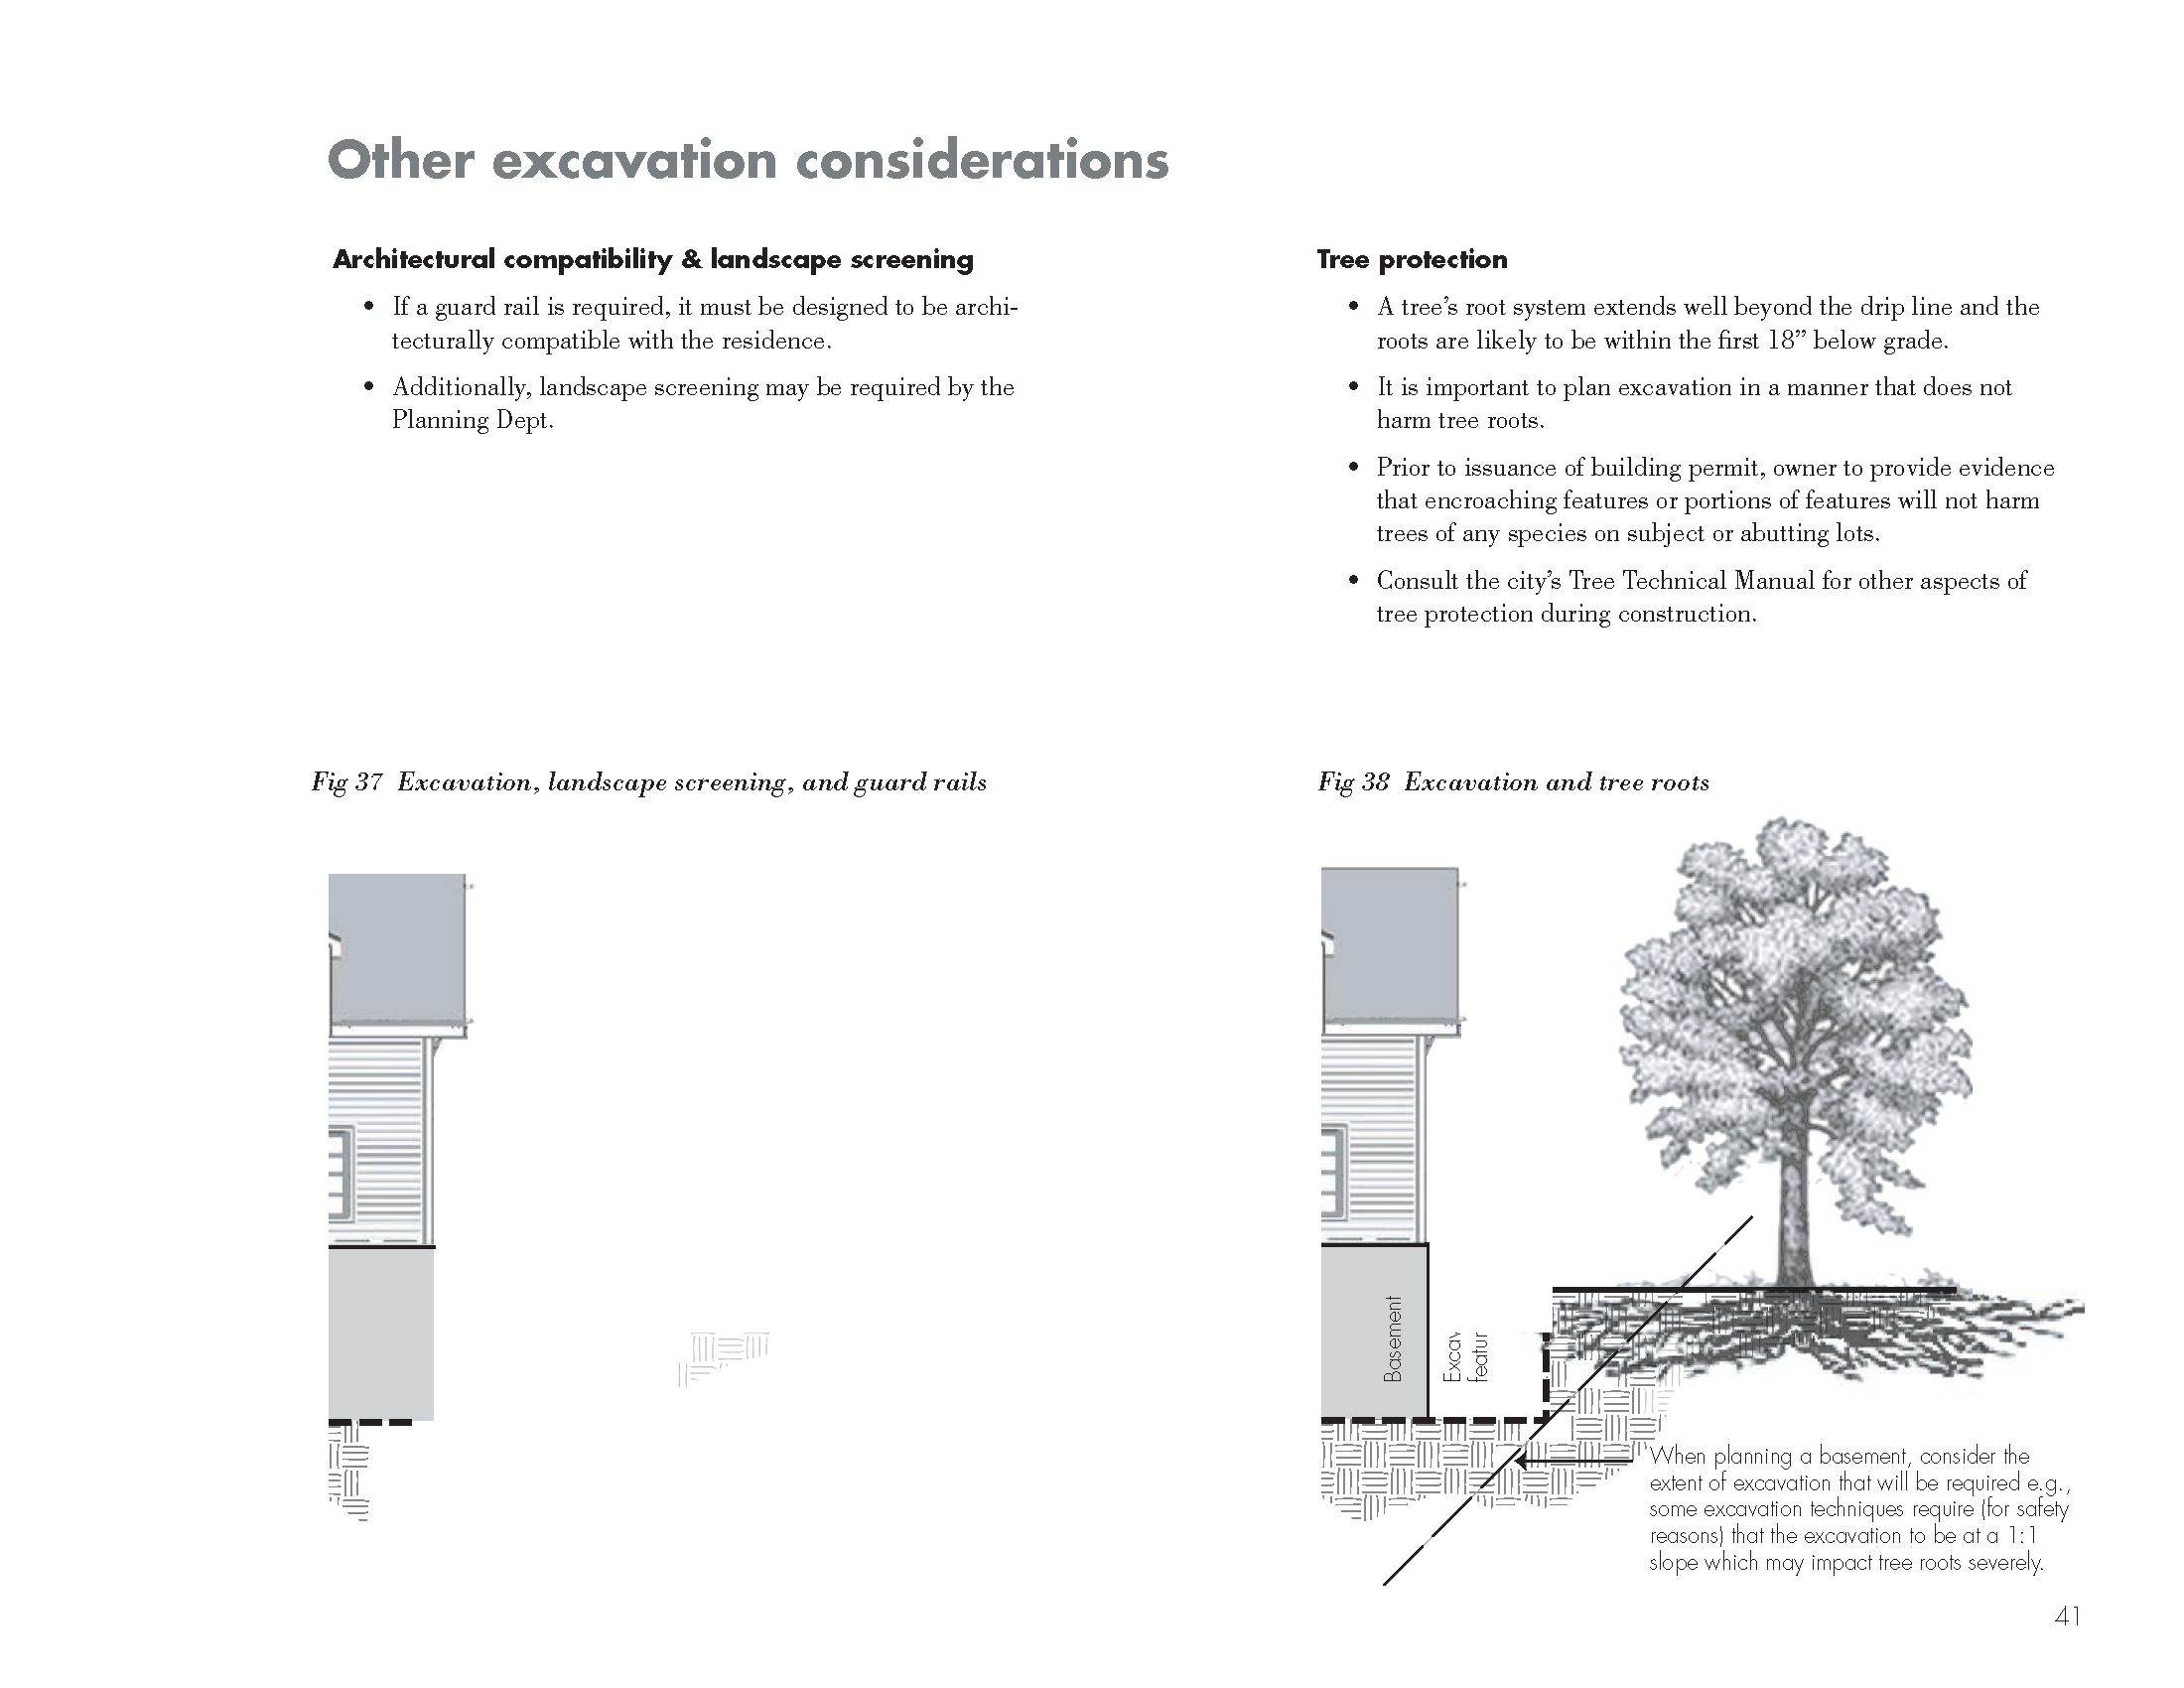 Other excavation considerations
Architectural compatibility & landscape screening
• If a guard rail is required, it must be designed to be archi-
tecturally compatible with the residence.
• Additionally, landscape screening may be required by the
Planning Dept.
Tree protection
• A tree’s root system extends well beyond the drip line and the
roots are likely to be within the first 18” below grade.
• It is important to plan excavation in a manner that does not
harm tree roots.
• Prior to issuance of building permit, owner to provide evidence
that encroaching features or portions of features will not harm
trees of any species on subject or abutting lots.
• Consult the city’s Tree Technical Manual for other aspects of
tree protection during construction.
Fig 37 Excavation, landscape screening, and guard rails
Fig 38 Excavation and tree roots
Basement
When planning a basement, consider the
extent of excavation that will be required e.g.,
some excavation techniques require (for safety
reasons) that the excavation to be at a 1:1
slope which may impact tree roots severely.
41